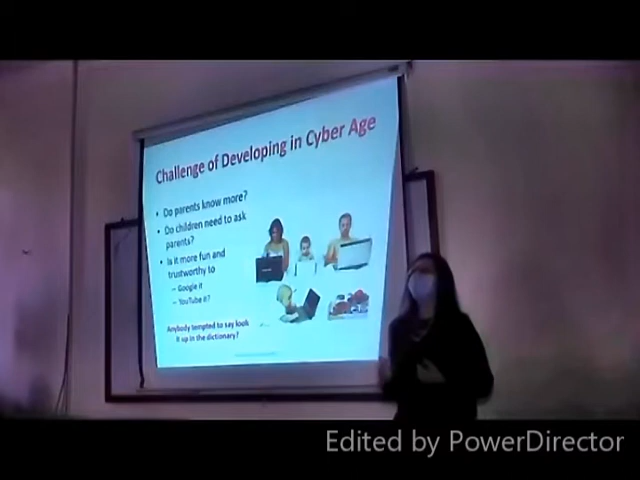 Challenge of Developing in Cyber Age
• Do parents know more?
• Do children need to ask
parents?
• Is it more fun and
trustworthy to
– Google it
– YouTube it?
Anybody tempted to say look
it up in the dictionary?
Edited by PowerDirector